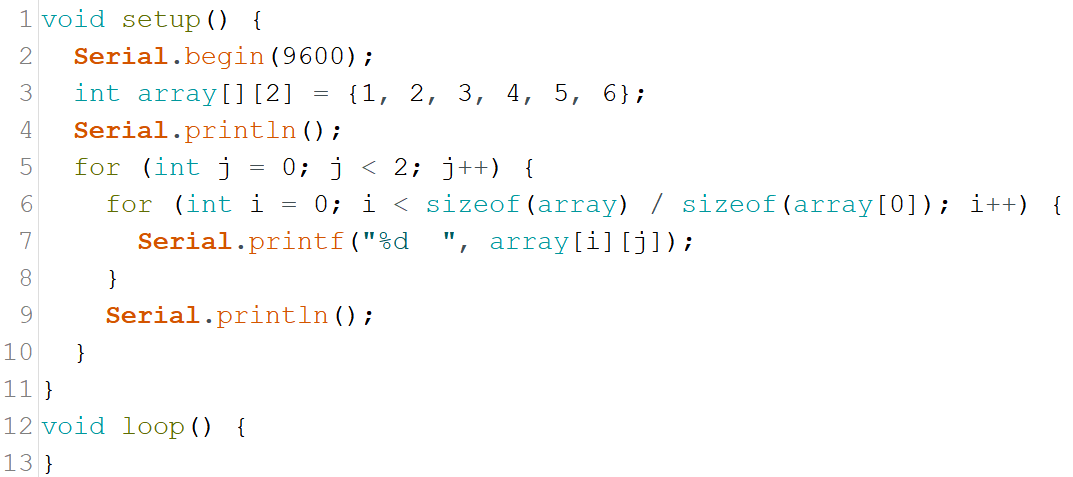 1 void setup() {
2   Serial.begin(9600);
3   int array[][2] = {1, 2, 3, 4, 5, 6};
4   Serial.println();
5   for (int j = 0; j < 2; j++) {
6     for (int i = 0; i < sizeof(array) / sizeof(array[0]); i++) {
7       Serial.printf("%d  ", array[i][j]);
8     }
9     Serial.println();
10   }
11 }
12 void loop() {
13 }